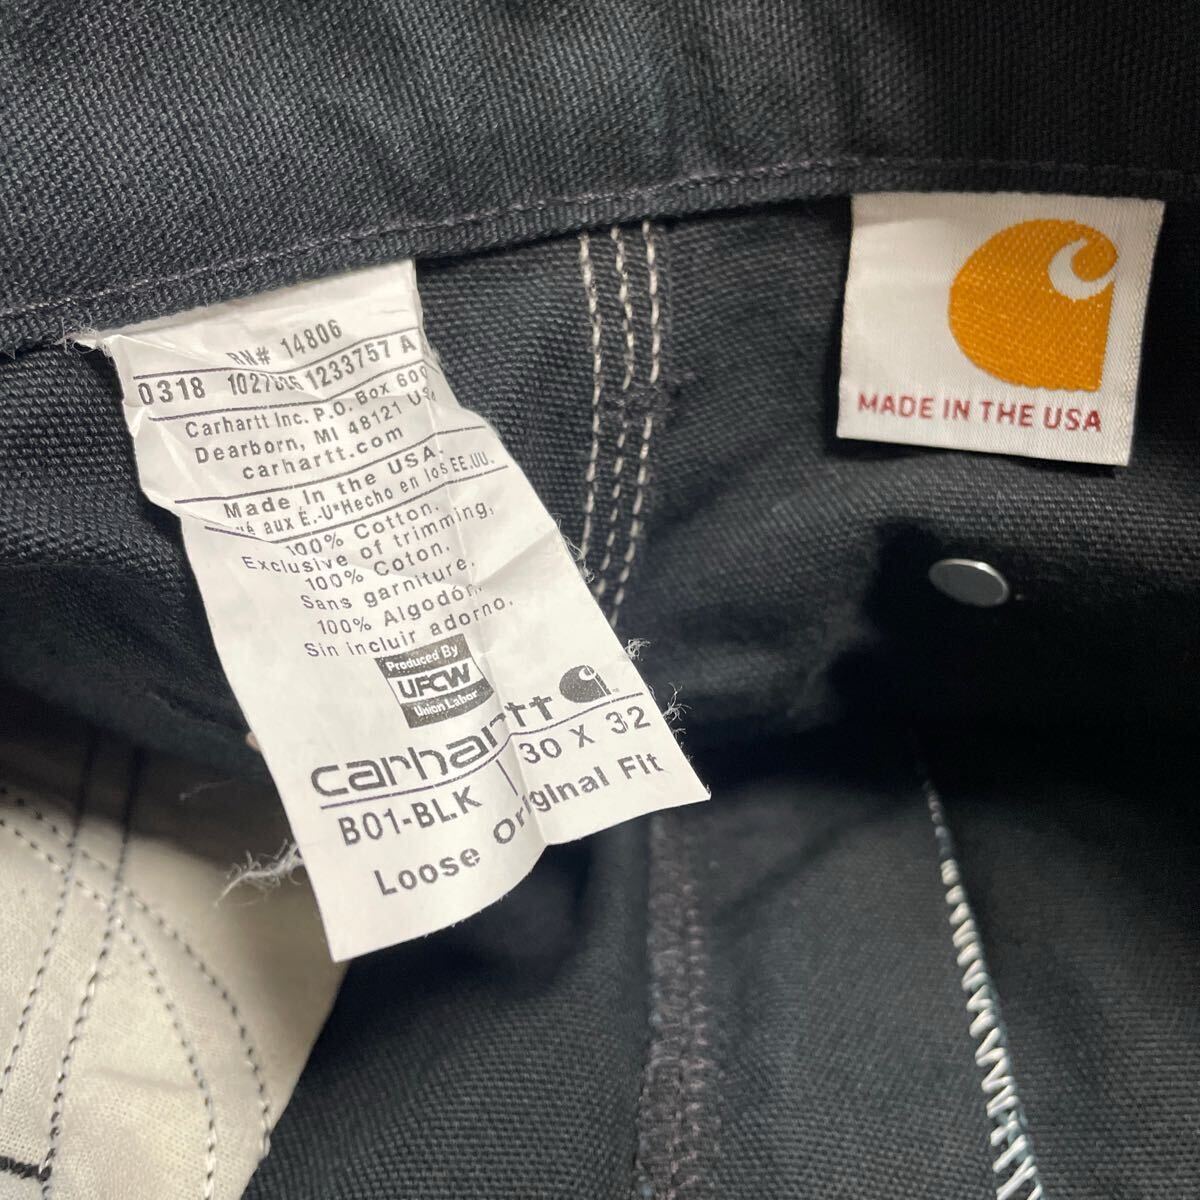 RN# 14806
0318 1233757 A
Carhartt Inc. P.O. Box 600
Dearborn, MI 48121
carhartt.com
Made in the USA.
aux É.-U*Hecho en los EE.UU.
100% Cotton.
Exclusive of trimming.
100% Coton.
Sans garniture.
100% Algodón.
Sin incluir adorno.
Produced By
UFCW
Union Labor
carhartt
B01-BLK 30 X 32
Loose Original Fit
MADE IN THE USA